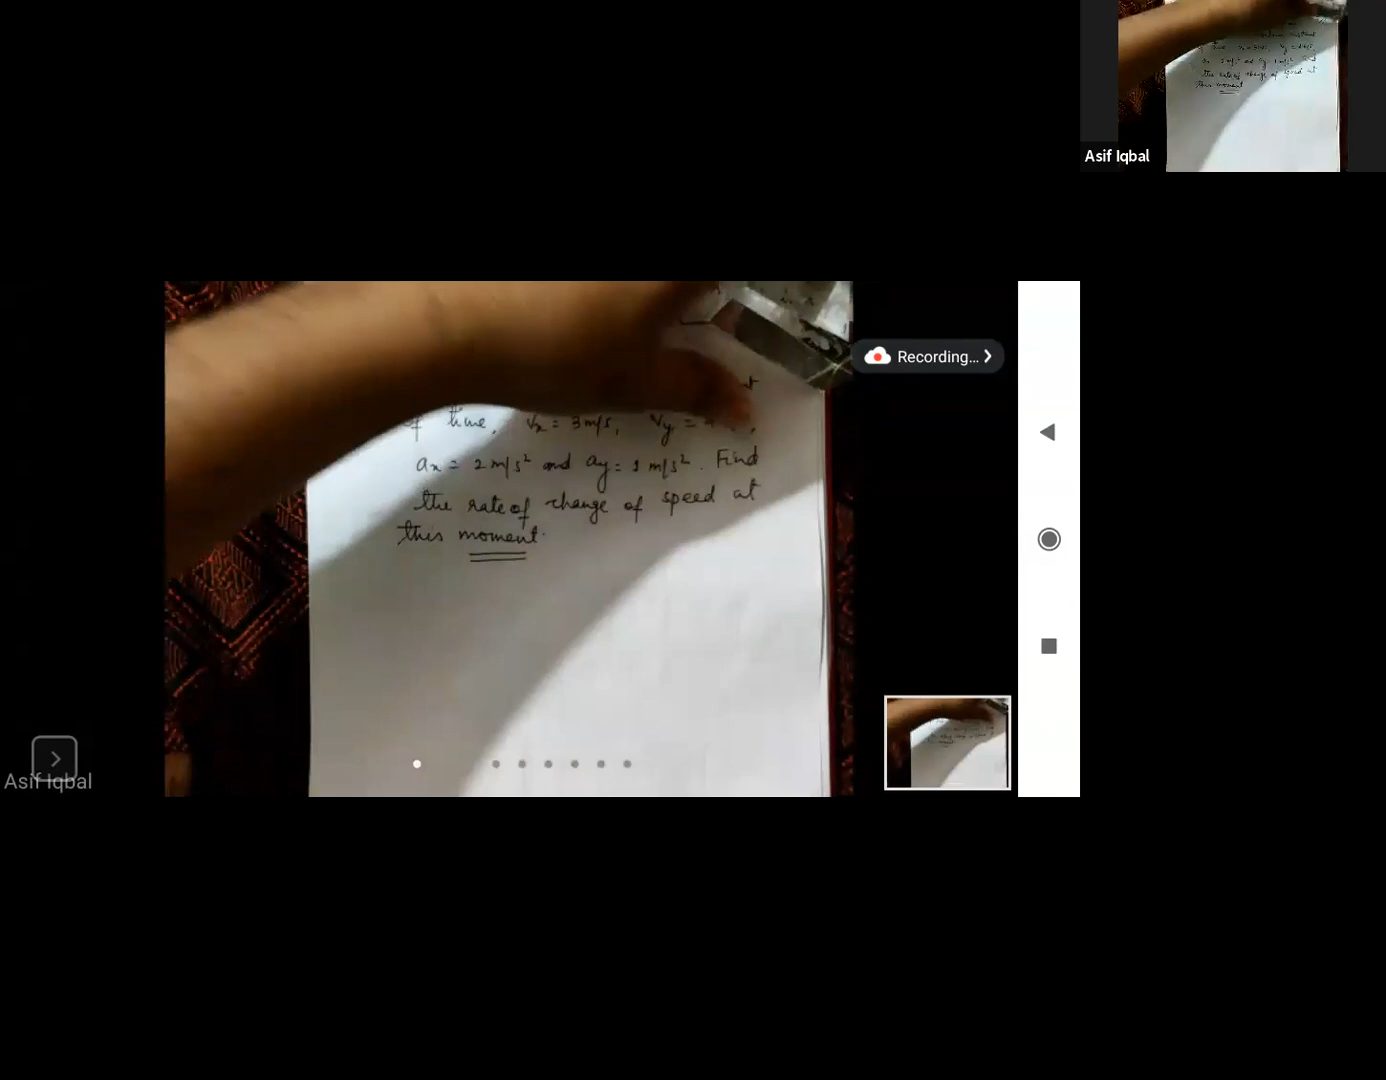 Asif Iqbal
Recording...
of time, Vx = 3 m/s, Vy =
ax = 2 m/s² and ay = 1 m/s². Find
the rate of change of speed at
this moment.
Asif Iqbal